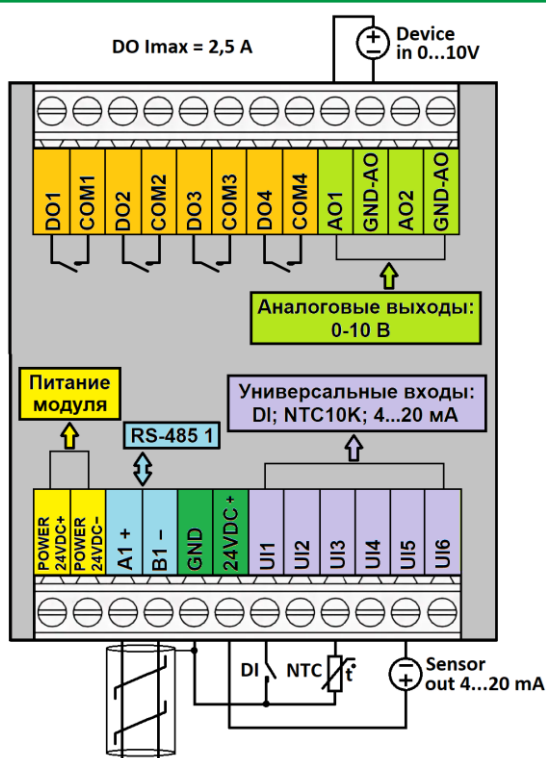 DO Imax = 2,5 A
Device
in 0...10V
DO1
COM1
DO2
COM2
DO3
COM3
DO4
COM4
AO1
GND-AO
AO2
GND-AO
Аналоговые выходы:
0-10 В
Питание
модуля
RS-485 1
Универсальные входы:
DI; NTC10K; 4...20 мА
POWER
24VDC+
POWER
24VDC−
A1 +
B1 −
GND
24VDC +
UI1
UI2
UI3
UI4
UI5
UI6
DI
NTC
t°
Sensor
out 4...20 mA